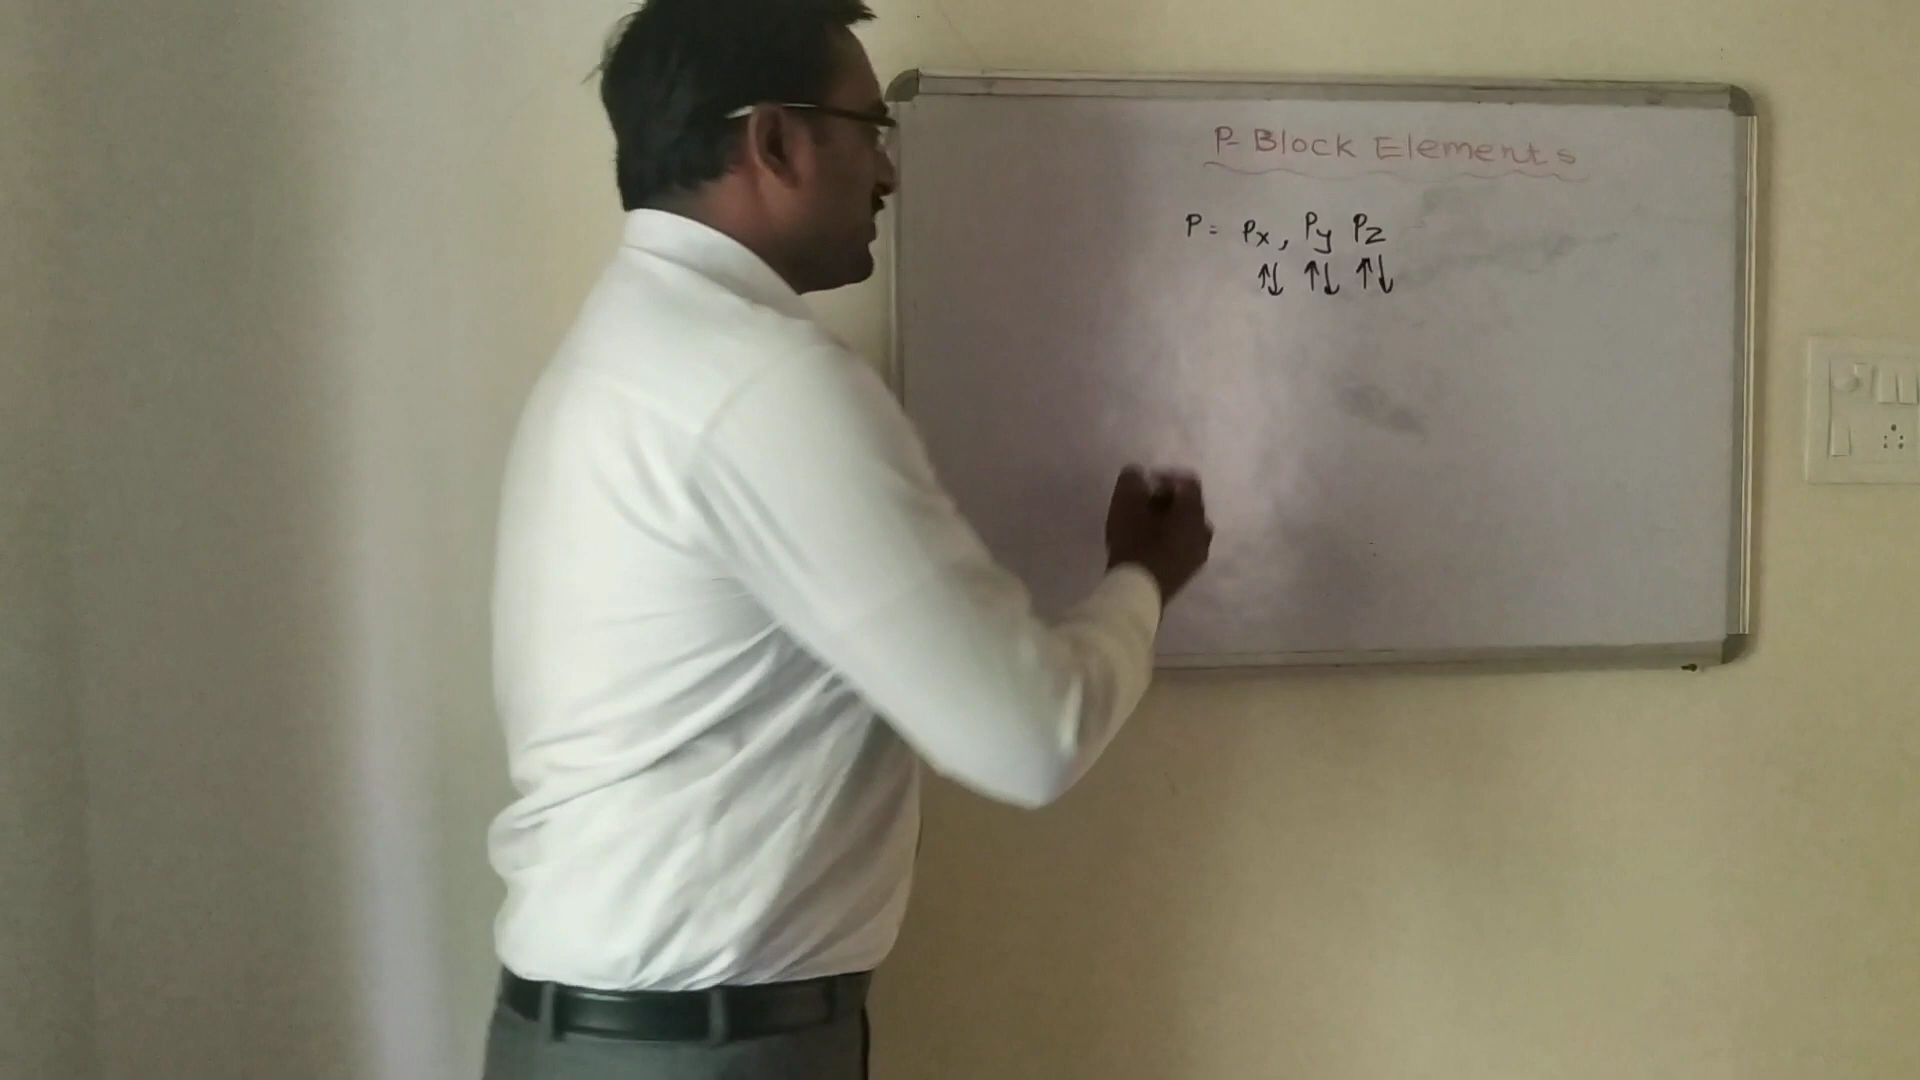 P-Block Elements
P= Px, Py Pz
↑↓ ↑↓ ↑↓